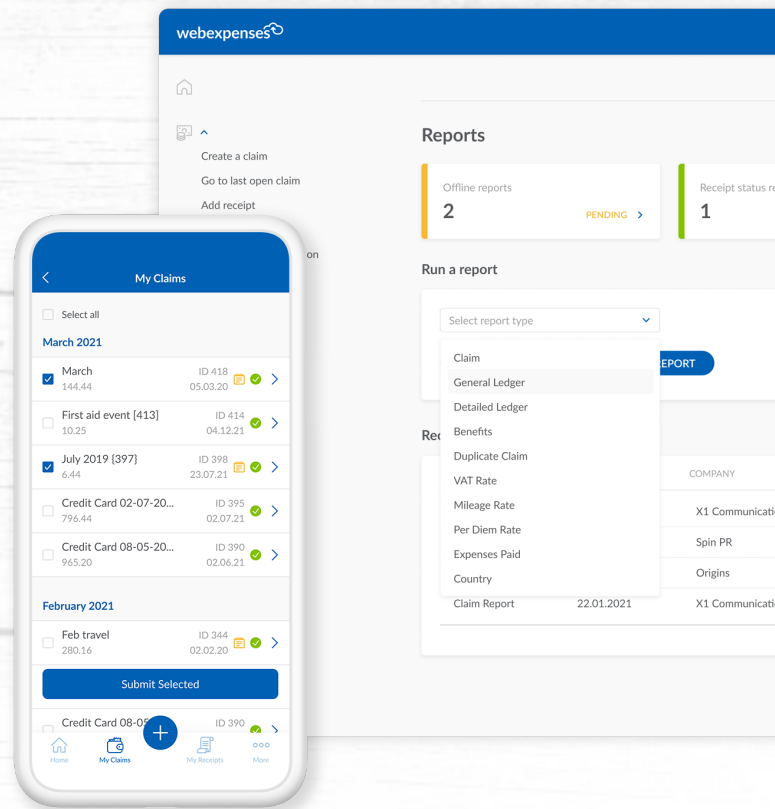 webexpenses
Create a claim
Go to last open claim
Add receipt
on
Reports
Offline reports
2
PENDING
Receipt status re
1
Run a report
Select report type
Claim
General Ledger
Detailed Ledger
Benefits
Duplicate Claim
VAT Rate
Mileage Rate
Per Diem Rate
Expenses Paid
Country
EPORT
Rec
COMPANY
X1 Communicati
Spin PR
Origins
Claim Report 22.01.2021 X1 Communicati
My Claims
Select all
March 2021
March ID 418
144.44 05.03.20
First aid event [413] ID 414
10.25 04.12.21
July 2019 {397} ID 398
6.44 23.07.21
Credit Card 02-07-20... ID 395
796.44 02.07.21
Credit Card 08-05-20... ID 390
965.20 02.06.21
February 2021
Feb travel ID 344
280.16 02.02.20
Submit Selected
Credit Card 08-05 ID 390
Home My Claims My Receipts More